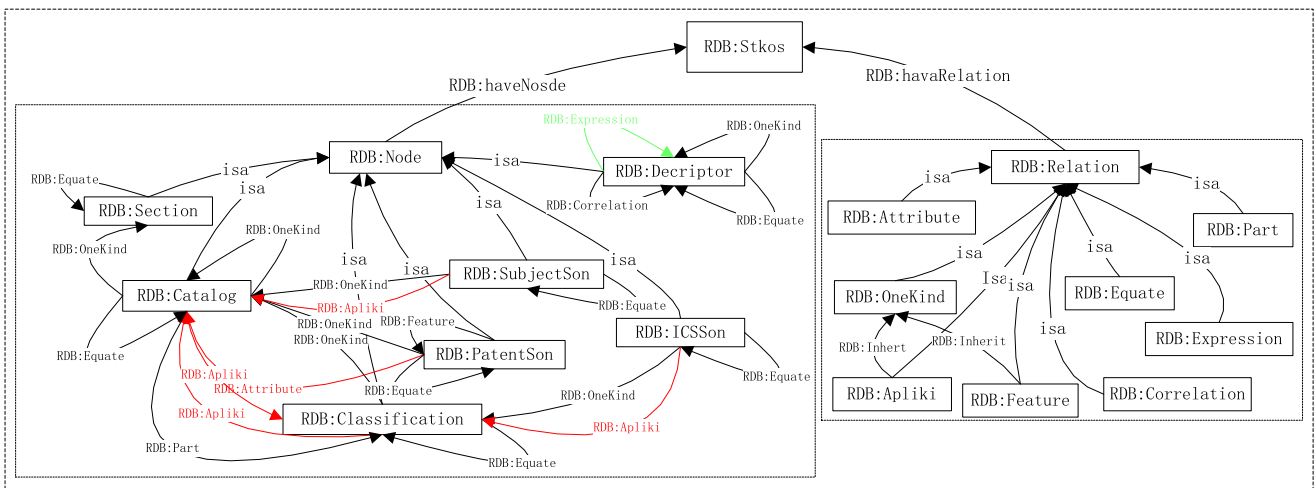 RDB:Stkos
RDB:haveNosde
RDB:havaRelation
RDB:Expression
RDB:OneKind
RDB:Node
isa
RDB:Decriptor
isa
isa
RDB:Equate
isa
RDB:Section
isa
RDB:Correlation
RDB:Equate
RDB:OneKind
RDB:OneKind
isa
isa
isa
RDB:SubjectSon
RDB:OneKind
RDB:Catalog
RDB:Apliki
RDB:Equate
RDB:OneKind
RDB:Feature
RDB:ICSSon
RDB:OneKind
RDB:Equate
RDB:PatentSon
RDB:Apliki
RDB:Equate
RDB:Attribute
RDB:Equate
RDB:OneKind
RDB:Apliki
RDB:Classification
RDB:Apliki
RDB:Part
RDB:Equate
RDB:Relation
isa
isa
RDB:Attribute
RDB:Part
isa
isa
isa
Isa
isa
RDB:OneKind
RDB:Equate
isa
RDB:Inhert
RDB:Inherit
RDB:Expression
RDB:Apliki
RDB:Feature
RDB:Correlation